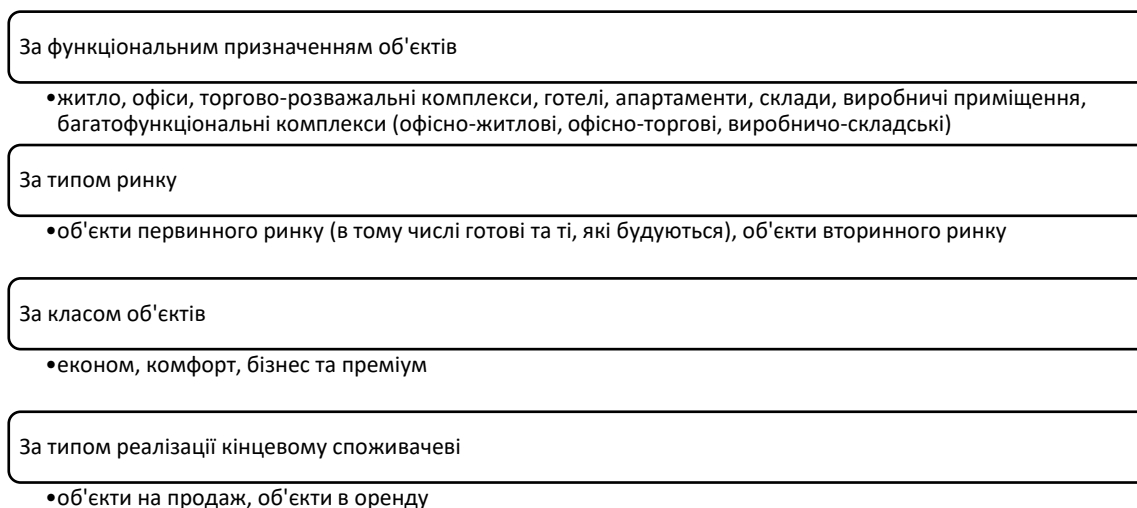 За функціональним призначенням об'єктів
•житло, офіси, торгово-розважальні комплекси, готелі, апартаменти, склади, виробничі приміщення,
багатофункціональні комплекси (офісно-житлові, офісно-торгові, виробничо-складські)
За типом ринку
•об'єкти первинного ринку (в тому числі готові та ті, які будуються), об'єкти вторинного ринку
За класом об'єктів
•економ, комфорт, бізнес та преміум
За типом реалізації кінцевому споживачеві
•об'єкти на продаж, об'єкти в оренду